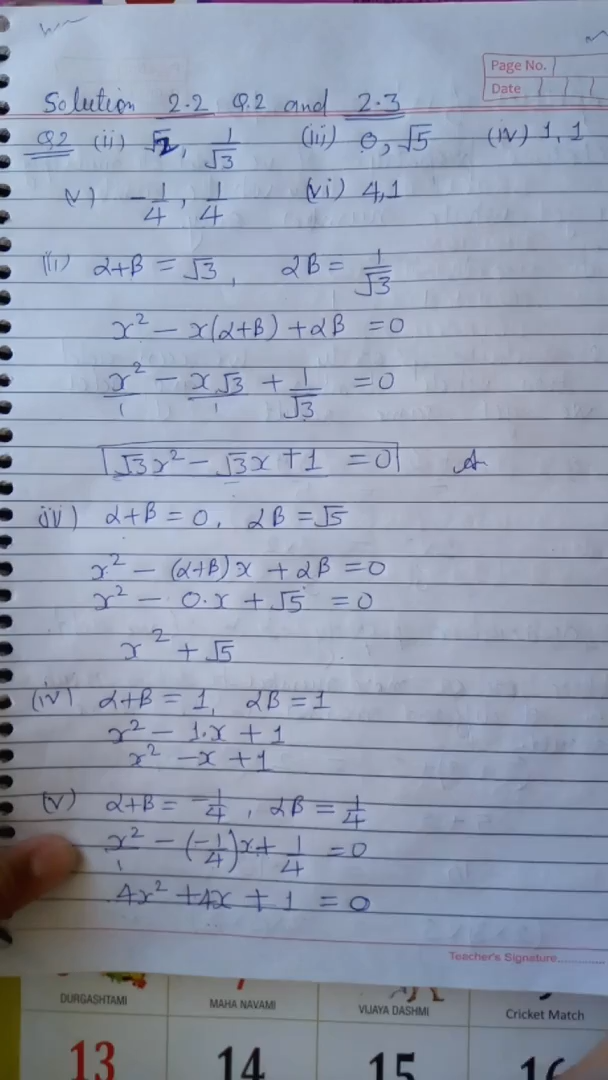 Page No.
Date
Solution 2.2 Q.2 and 2.3
Q2 (ii) √2, 1/√3 (iii) 0, √5 (iv) 1, 1
v) -1/4, 1/4 (vi) 4,1
(ii) α+β = √3, αβ = 1/√3
x² - x(α+β) + αβ = 0
x² - x√3 + 1/√3 = 0
√3x² - √3x + 1 = 0
iv) α+β = 0, αβ = √5
x² - (α+β)x + αβ = 0
x² - 0.x + √5 = 0
x² + √5
(iv) α+β = 1, αβ = 1
x² - 1.x + 1
x² - x + 1
(v) α+β = -1/4, αβ = 1/4
x² - (-1/4)x + 1/4 = 0
4x² + 4x + 1 = 0
Teacher's Signature..............
DURGASHTAMI
MAHA NAVAMI
VIJAYA DASHMI
Cricket Match
13
14
15
16